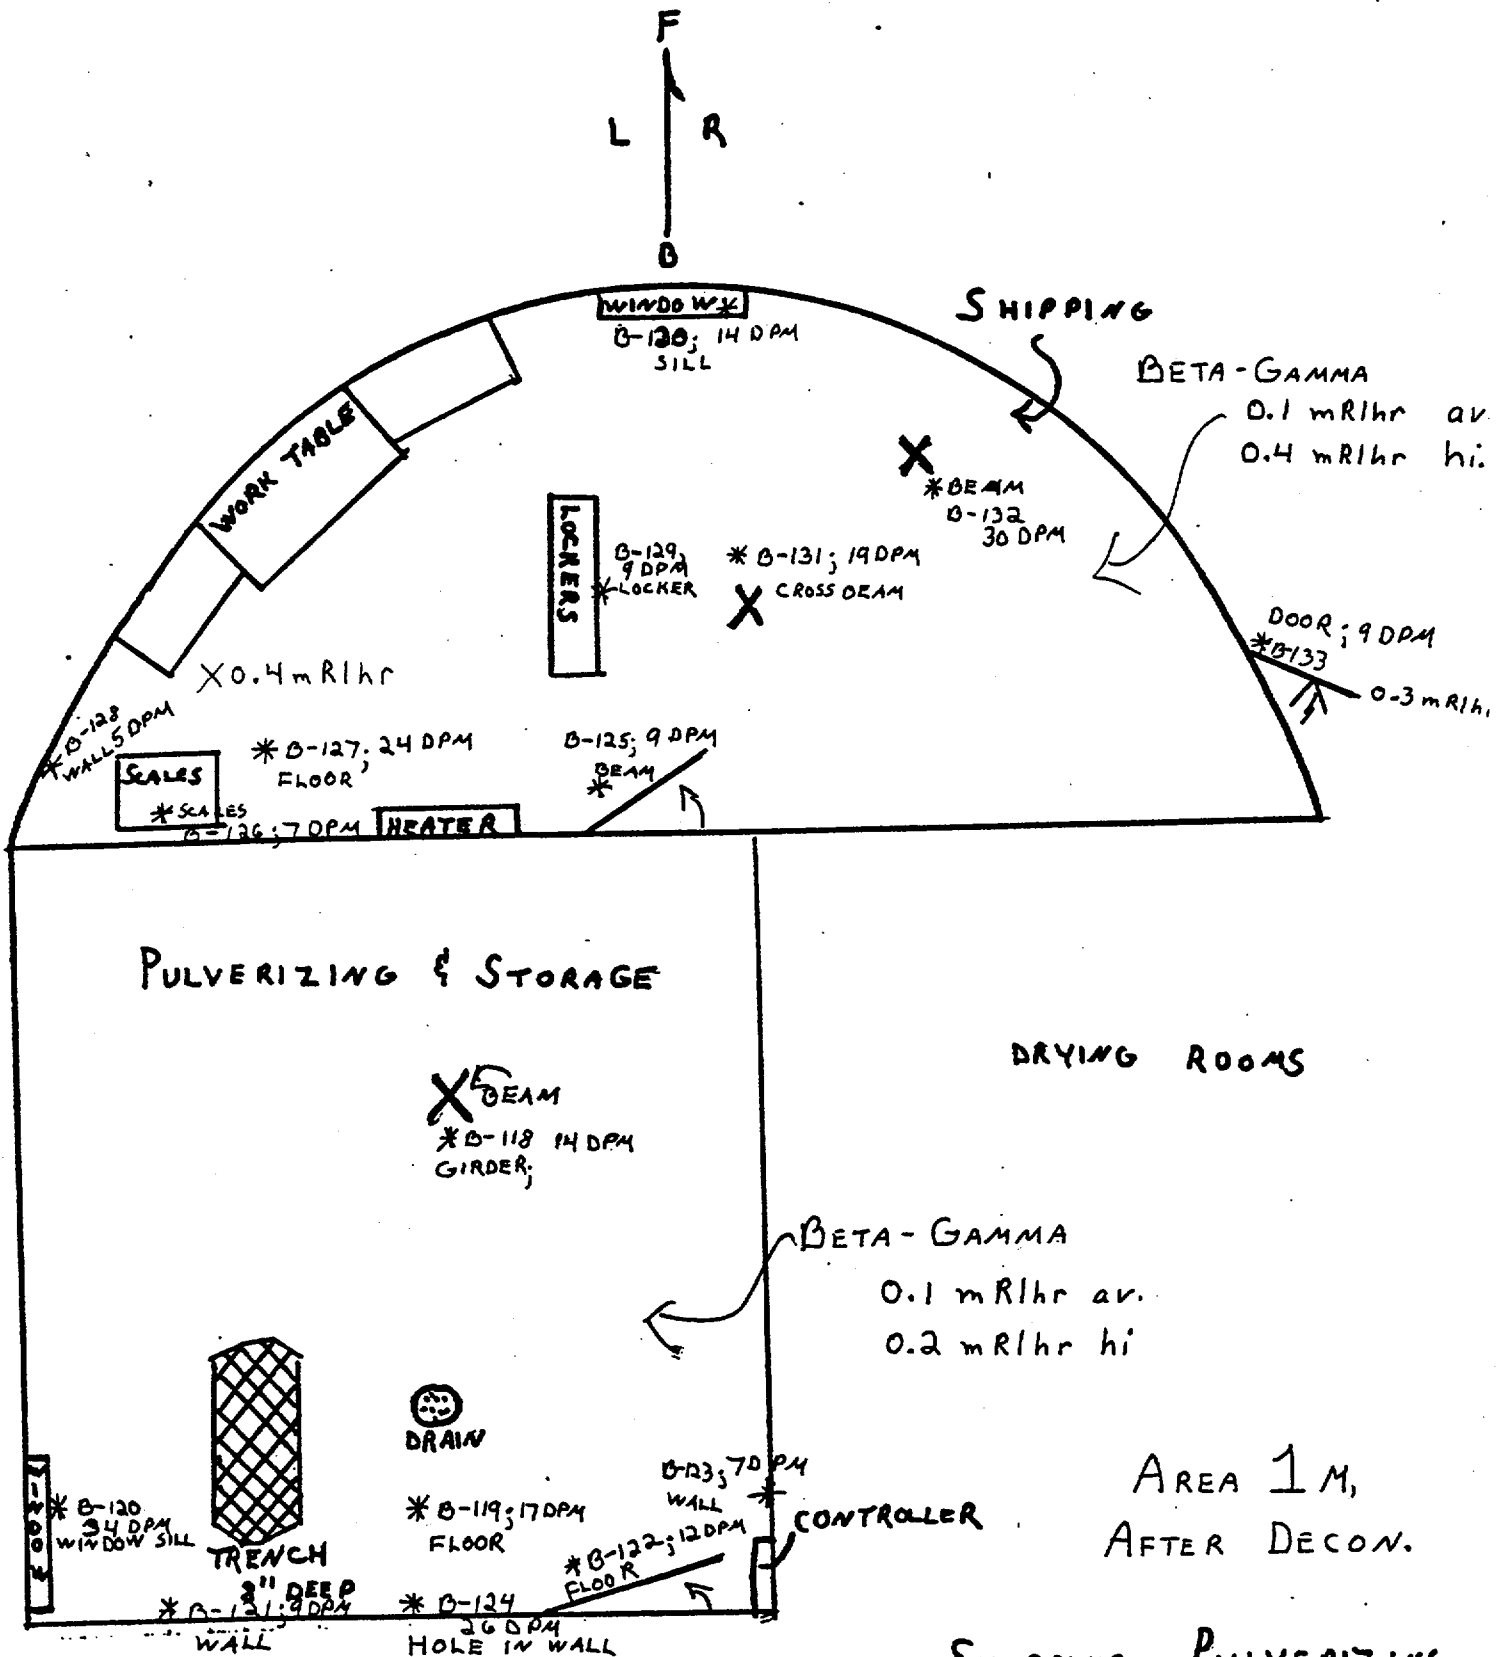 F
L R
B
WINDOW *
B-130; 14 DPM
SILL
SHIPPING
BETA-GAMMA
0.1 mR/hr av.
0.4 mR/hr hi.
WORK TABLE
X
* BEAM
B-132
30 DPM
LOCKERS
B-129,
9 DPM
* LOCKER
* B-131; 19 DPM
X CROSS BEAM
DOOR; 9 DPM
* B-133
0.3 mR/h
X 0.4 mR/hr
* B-128
WALL 5 DPM
* B-127; 24 DPM
FLOOR
B-125; 9 DPM
* BEAM
SCALES
* SCALES
B-126; 7 DPM
HEATER
PULVERIZING & STORAGE
DRYING ROOMS
X BEAM
* B-118 14 DPM
GIRDER;
BETA-GAMMA
0.1 mR/hr av.
0.2 mR/hr hi
DRAIN
WINDOW
* B-120
34 DPM
WINDOW SILL
TRENCH
DEEP
* B-119; 17 DPM
FLOOR
B-123; 7 DPM
WALL *
CONTROLLER
* B-122; 12 DPM
FLOOR
* B-121; 9 DPM
WALL
* B-124
26 DPM
HOLE IN WALL
AREA 1M,
AFTER DECON.